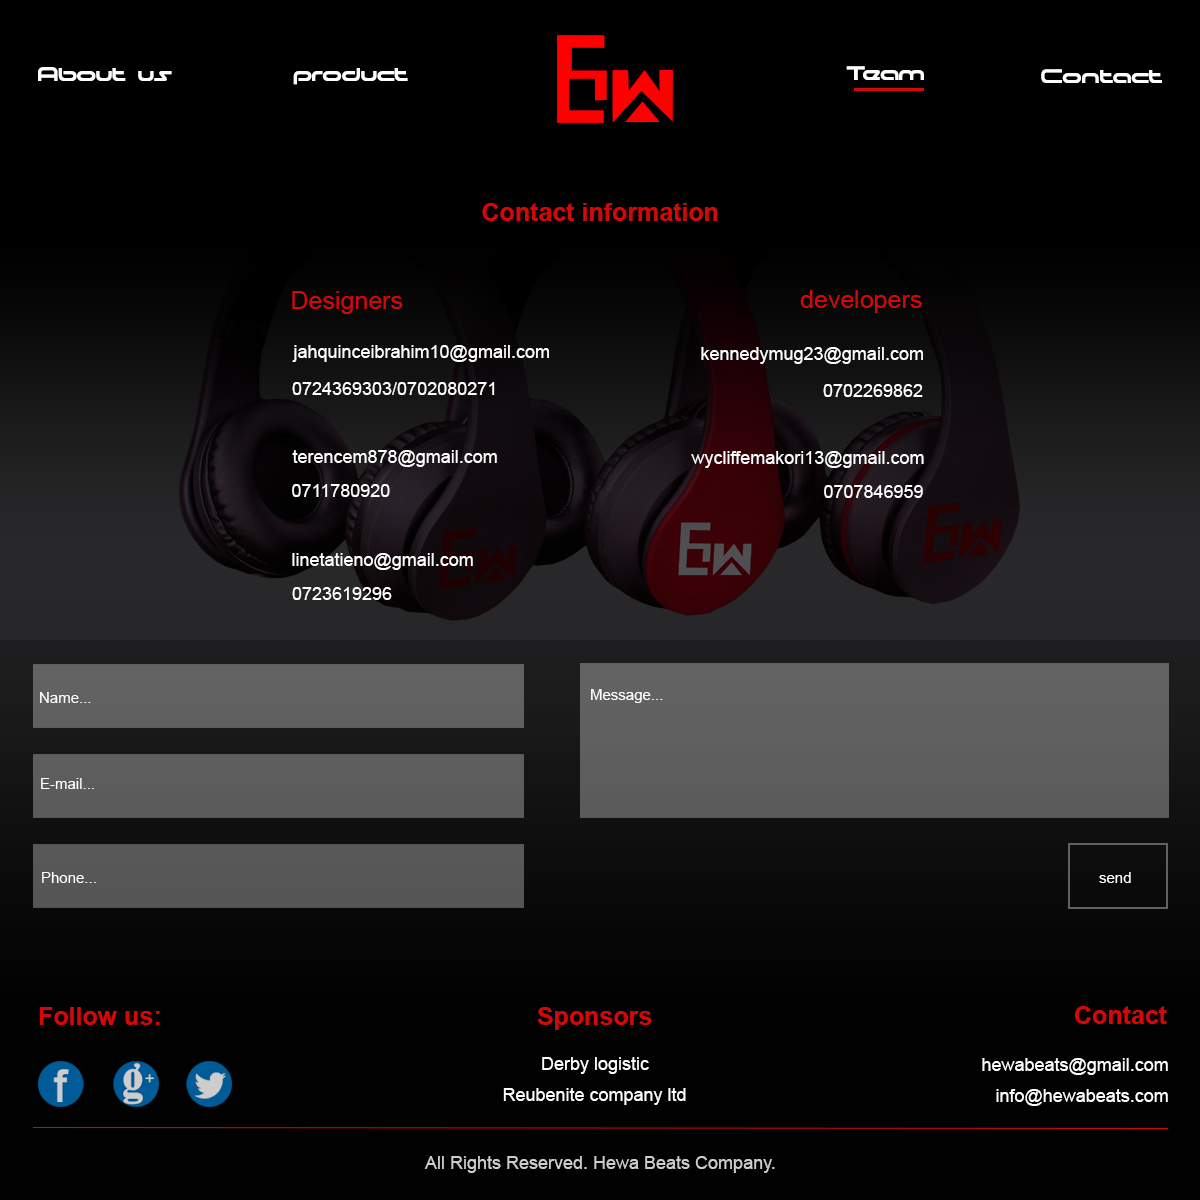 About us
product
Team
Contact
Contact information
Designers
jahquinceibrahim10@gmail.com
0724369303/0702080271
terencem878@gmail.com
0711780920
linetatieno@gmail.com
0723619296
developers
kennedymug23@gmail.com
0702269862
wycliffemakori13@gmail.com
0707846959
Name...
E-mail...
Phone...
Message...
send
Follow us:
f
g+
Sponsors
Derby logistic
Reubenite company ltd
Contact
hewabeats@gmail.com
info@hewabeats.com
All Rights Reserved. Hewa Beats Company.